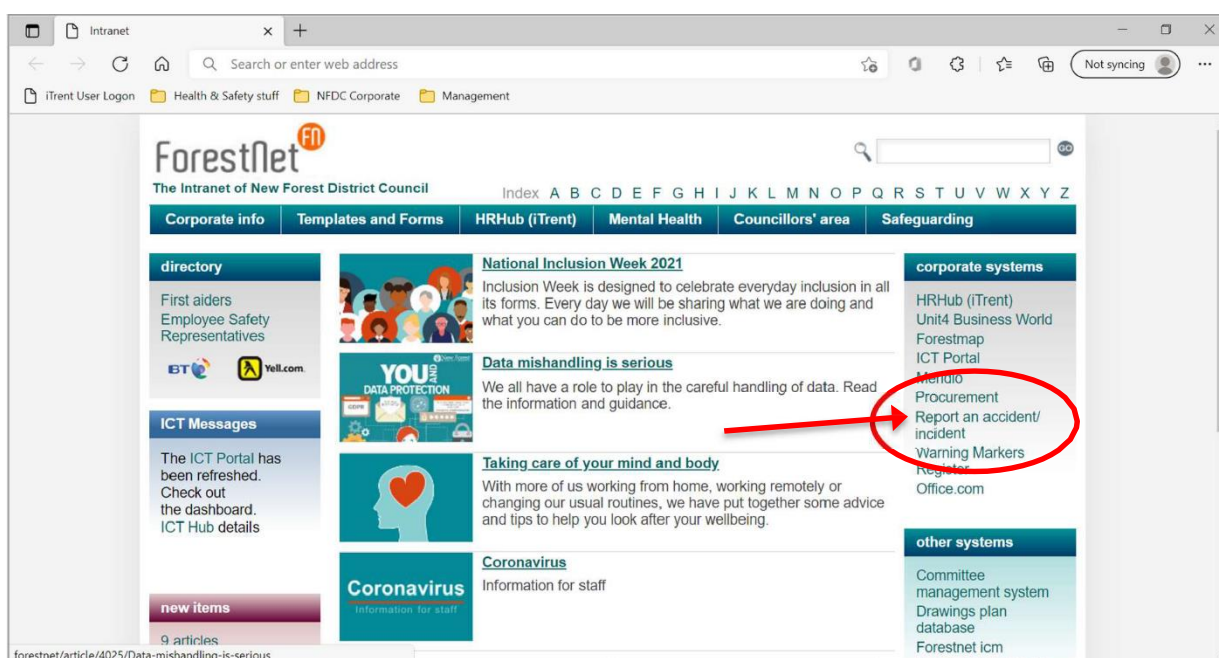 Intranet
Search or enter web address
Not syncing
iTrent User Logon
Health & Safety stuff
NFDC Corporate
Management
ForestNet
FN
The Intranet of New Forest District Council
GO
Index A B C D E F G H I J K L M N O P Q R S T U V W X Y Z
Corporate info
Templates and Forms
HRHub (iTrent)
Mental Health
Councillors' area
Safeguarding
directory
First aiders
Employee Safety
Representatives
BT
Yell.com
ICT Messages
The ICT Portal has
been refreshed.
Check out
the dashboard.
ICT Hub details
new items
9 articles
National Inclusion Week 2021
Inclusion Week is designed to celebrate everyday inclusion in all
its forms. Every day we will be sharing what we are doing and
what you can do to be more inclusive.
YOU AND
DATA PROTECTION
GDPR
Data mishandling is serious
We all have a role to play in the careful handling of data. Read
the information and guidance.
Taking care of your mind and body
With more of us working from home, working remotely or
changing our usual routines, we have put together some advice
and tips to help you look after your wellbeing.
Coronavirus
Information for staff
Coronavirus
Information for staff
corporate systems
HRHub (iTrent)
Unit4 Business World
Forestmap
ICT Portal
Meridio
Procurement
Report an accident/
incident
Warning Markers
Register
Office.com
other systems
Committee
management system
Drawings plan
database
Forestnet icm
forestnet/article/4025/Data-mishandling-is-serious